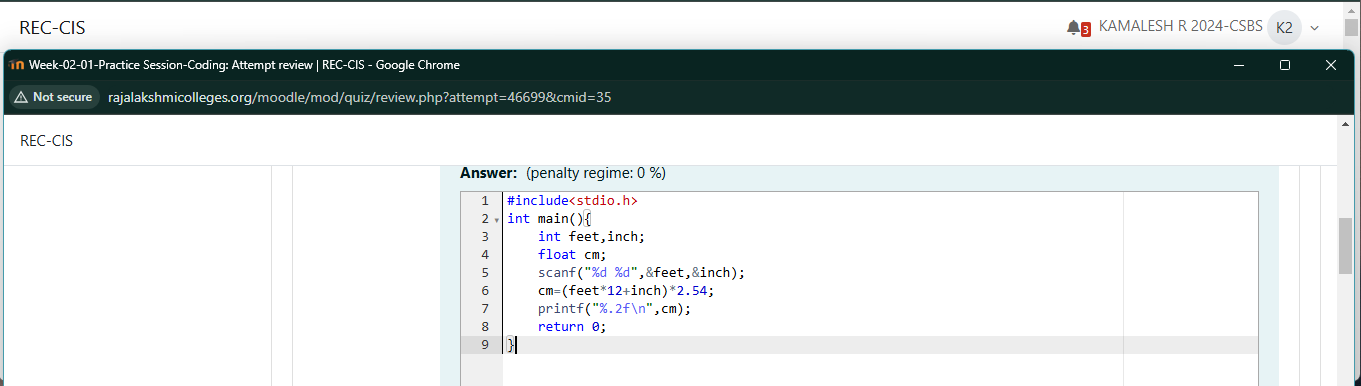 REC-CIS
3 KAMALESH R 2024-CSBS K2
Week-02-01-Practice Session-Coding: Attempt review | REC-CIS - Google Chrome
Not secure rajalakshmicolleges.org/moodle/mod/quiz/review.php?attempt=46699&cmid=35
REC-CIS
Answer: (penalty regime: 0 %)
1 #include<stdio.h>
2 int main(){
3 int feet,inch;
4 float cm;
5 scanf("%d %d",&feet,&inch);
6 cm=(feet*12+inch)*2.54;
7 printf("%.2f\n",cm);
8 return 0;
9 }